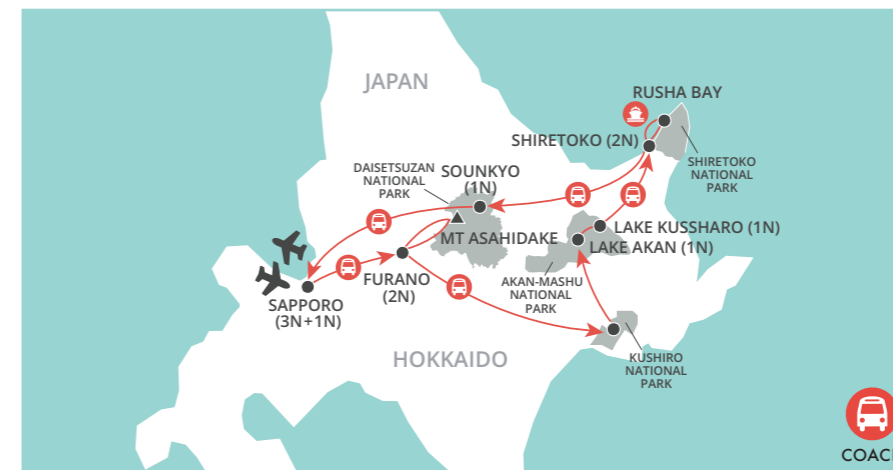 JAPAN
RUSHA BAY
SHIRETOKO (2N)
SHIRETOKO
NATIONAL
PARK
DAISETSUZAN
NATIONAL
PARK
SOUNKYO
(1N)
MT ASAHIDAKE
LAKE KUSSHARO (1N)
LAKE AKAN (1N)
AKAN-MASHU
NATIONAL
PARK
FURANO
(2N)
SAPPORO
(3N+1N)
KUSHIRO
NATIONAL
PARK
HOKKAIDO